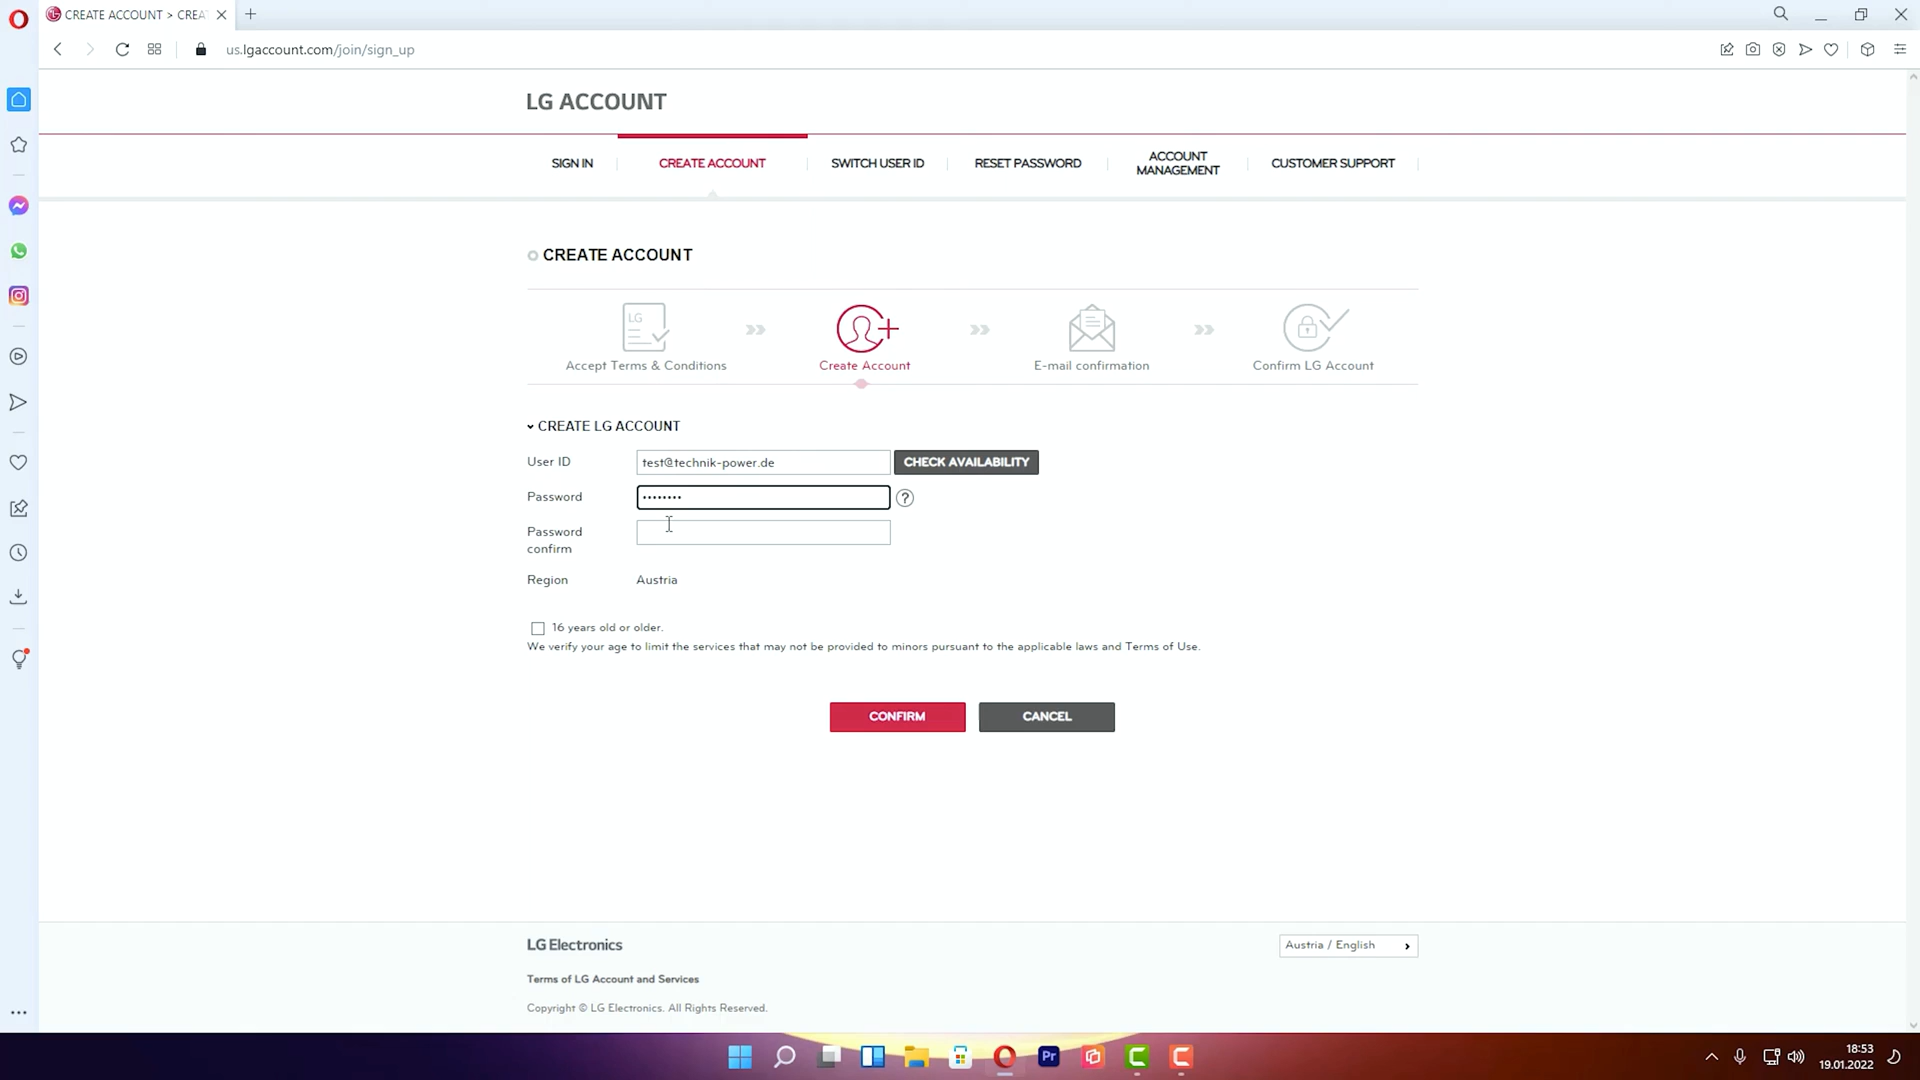 CREATE ACCOUNT > CREA
us.lgaccount.com/join/sign_up
LG ACCOUNT
SIGN IN
CREATE ACCOUNT
SWITCH USER ID
RESET PASSWORD
ACCOUNT
MANAGEMENT
CUSTOMER SUPPORT
CREATE ACCOUNT
LG
Accept Terms & Conditions
Create Account
E-mail confirmation
Confirm LG Account
CREATE LG ACCOUNT
User ID
test@technik-power.de
CHECK AVAILABILITY
Password
••••••••
?
Password
confirm
Region
Austria
16 years old or older.
We verify your age to limit the services that may not be provided to minors pursuant to the applicable laws and Terms of Use.
CONFIRM
CANCEL
LG Electronics
Austria / English
Terms of LG Account and Services
Copyright © LG Electronics. All Rights Reserved.
Pr
18:53
19.01.2022